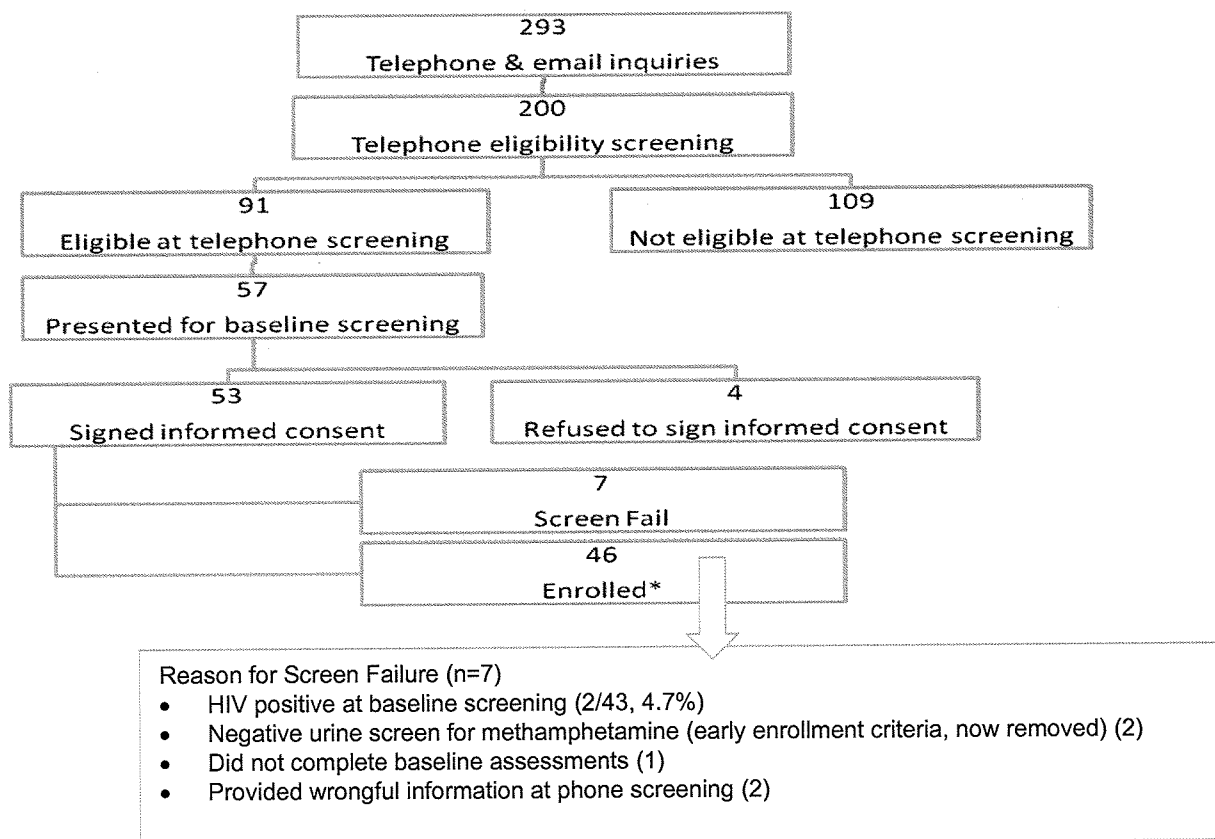 293
Telephone & email inquiries
200
Telephone eligibility screening
91
Eligible at telephone screening
109
Not eligible at telephone screening
57
Presented for baseline screening
53
Signed informed consent
4
Refused to sign informed consent
7
Screen Fail
46
Enrolled*
Reason for Screen Failure (n=7)
• HIV positive at baseline screening (2/43, 4.7%)
• Negative urine screen for methamphetamine (early enrollment criteria, now removed) (2)
• Did not complete baseline assessments (1)
• Provided wrongful information at phone screening (2)